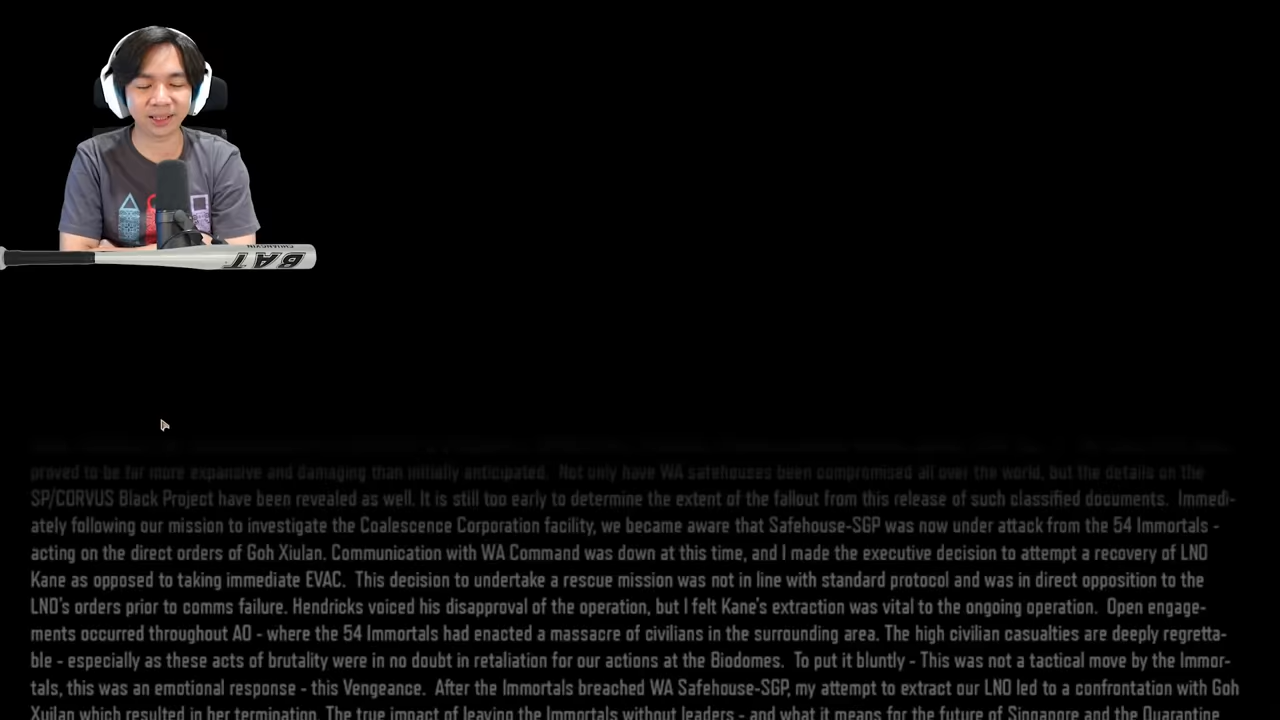 BAT
proved to be far more expansive and damaging than initially anticipated. Not only have WA safehouses been compromised all over the world, but the details on the
SP/CORVUS Black Project have been revealed as well. It is still too early to determine the extent of the fallout from this release of such classified documents. Immedi-
ately following our mission to investigate the Coalescence Corporation facility, we became aware that Safehouse-SGP was now under attack from the 54 Immortals -
acting on the direct orders of Goh Xiulan. Communication with WA Command was down at this time, and I made the executive decision to attempt a recovery of LNO
Kane as opposed to taking immediate EVAC. This decision to undertake a rescue mission was not in line with standard protocol and was in direct opposition to the
LNO's orders prior to comms failure. Hendricks voiced his disapproval of the operation, but I felt Kane's extraction was vital to the ongoing operation. Open engage-
ments occurred throughout AO - where the 54 Immortals had enacted a massacre of civilians in the surrounding area. The high civilian casualties are deeply regretta-
ble - especially as these acts of brutality were in no doubt in retaliation for our actions at the Biodomes. To put it bluntly - This was not a tactical move by the Immor-
tals, this was an emotional response - this Vengeance. After the Immortals breached WA Safehouse-SGP, my attempt to extract our LNO led to a confrontation with Goh
Xiulan which resulted in her termination. The true impact of leaving the Immortals without leaders - and what it means for the future of Singapore and the Quarantine